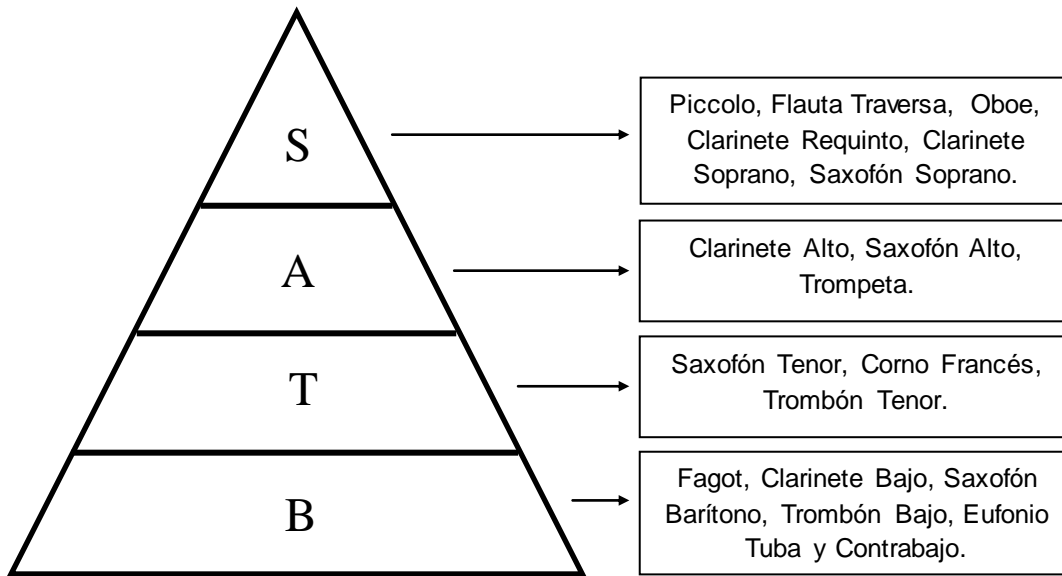 S
Piccolo, Flauta Traversa, Oboe,
Clarinete Requinto, Clarinete
Soprano, Saxofón Soprano.
A
Clarinete Alto, Saxofón Alto,
Trompeta.
T
Saxofón Tenor, Corno Francés,
Trombón Tenor.
B
Fagot, Clarinete Bajo, Saxofón
Barítono, Trombón Bajo, Eufonio
Tuba y Contrabajo.